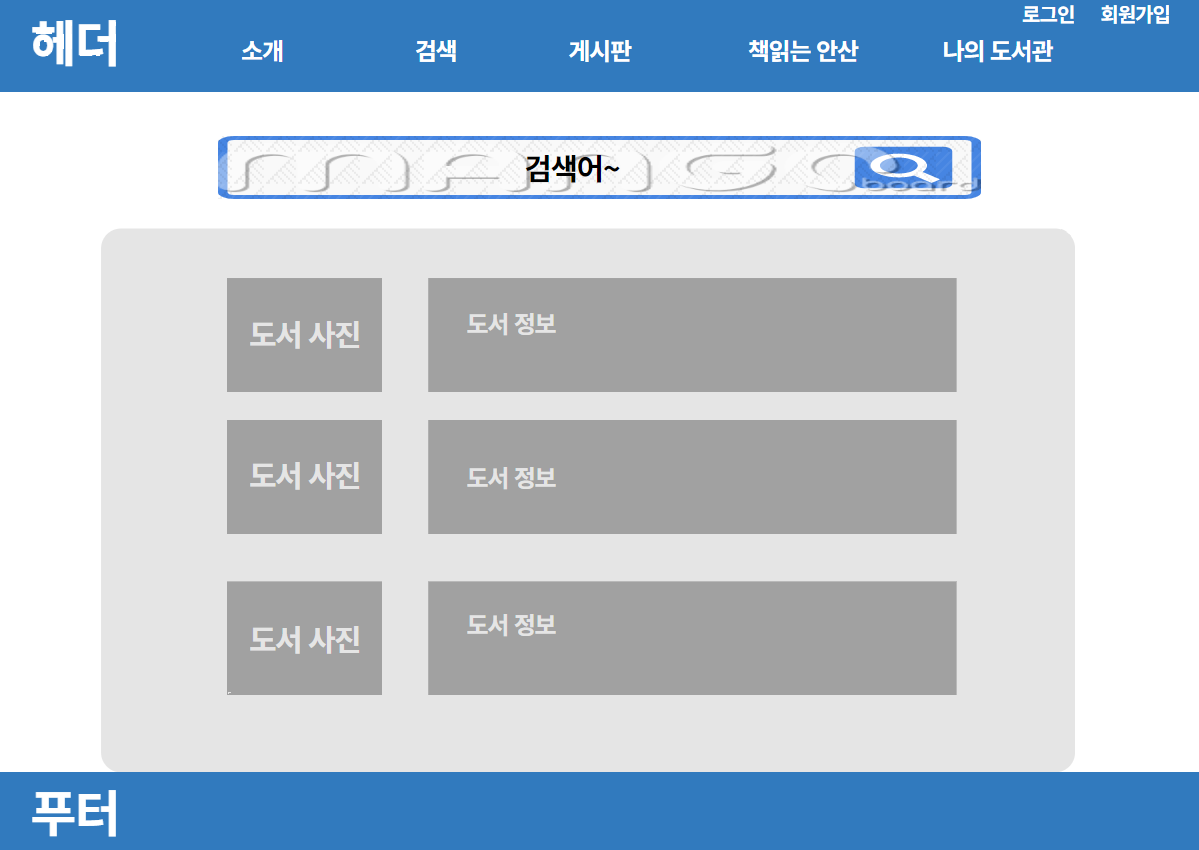 로그인 회원가입
헤더
소개 검색 게시판 책읽는 안산 나의 도서관
검색어~
mango
board
도서 사진
도서 정보
도서 사진
도서 정보
도서 사진
도서 정보
푸터